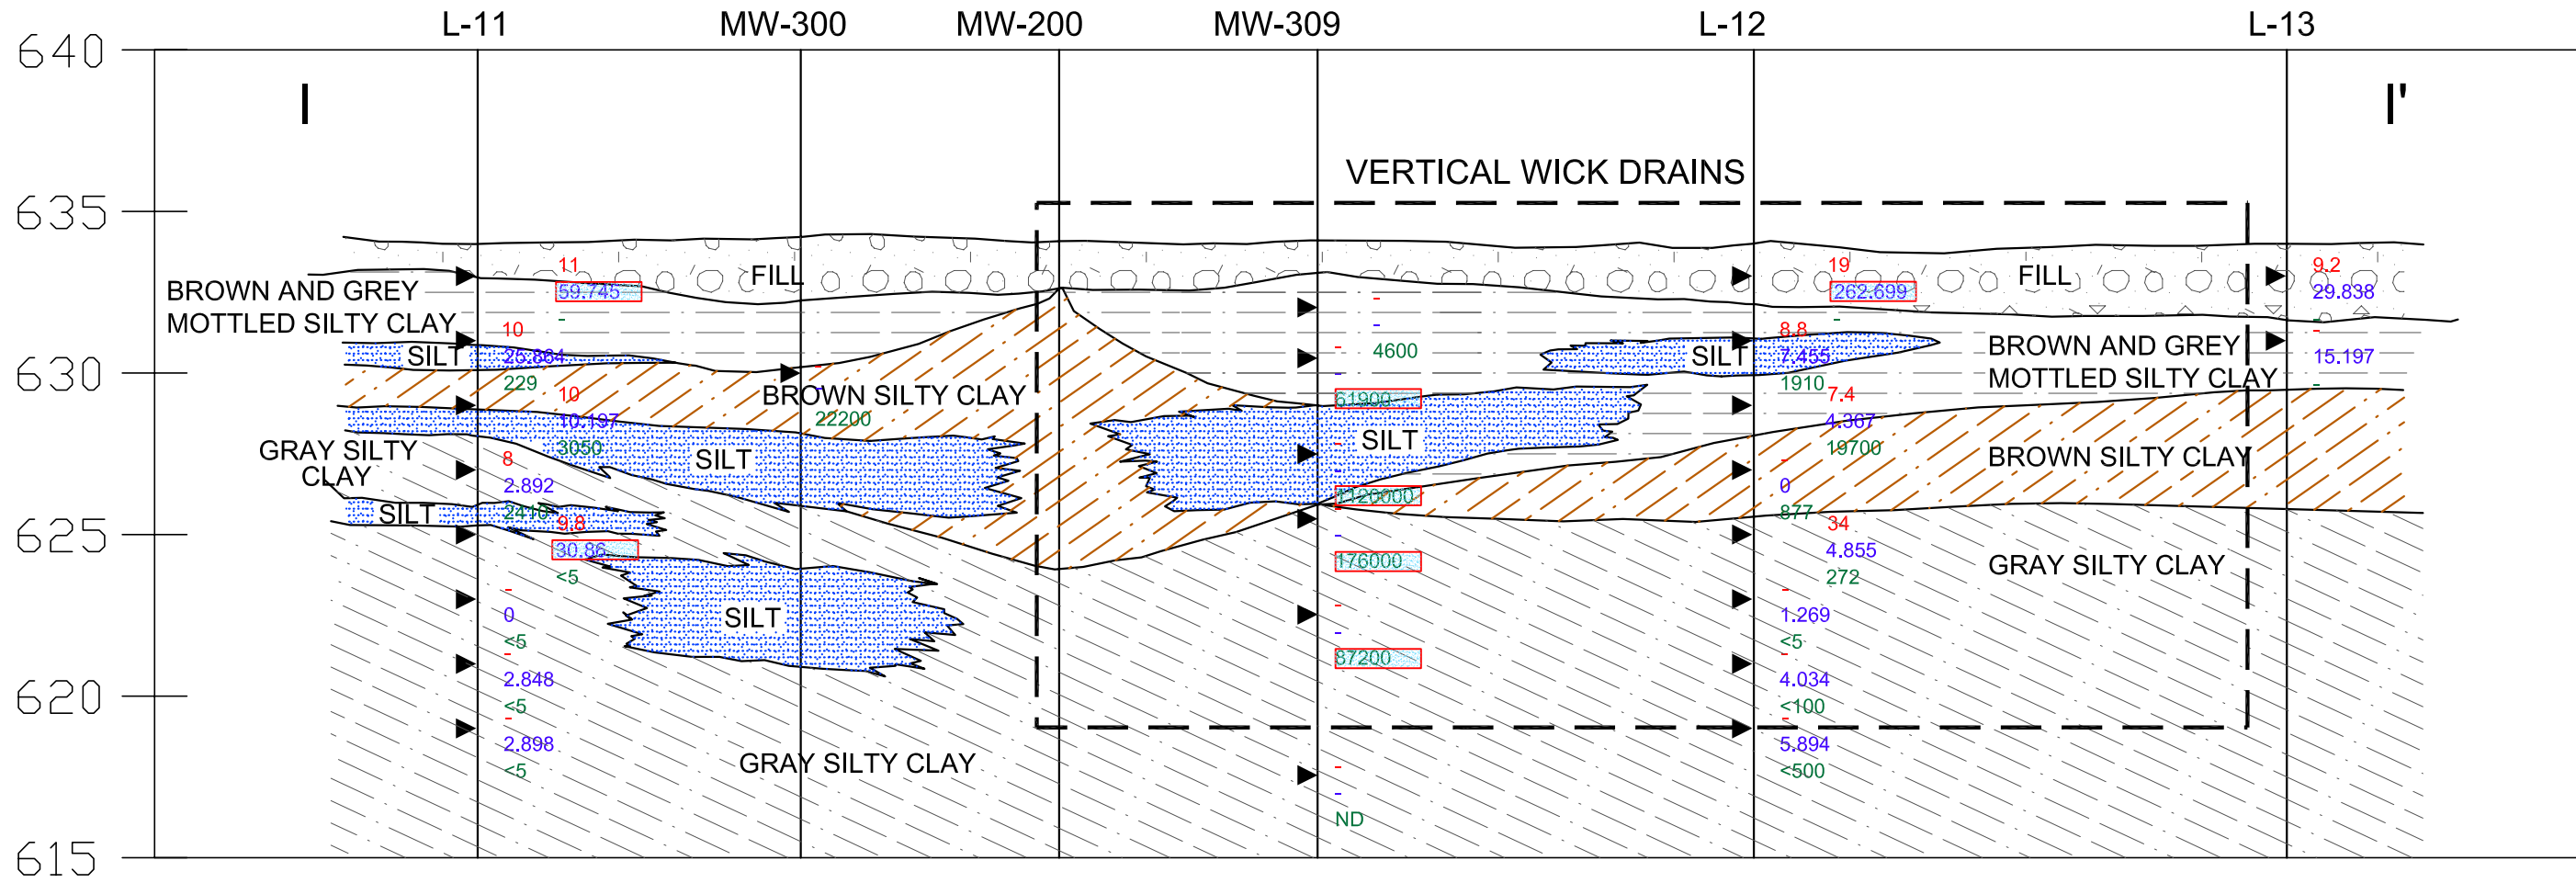 L-11 MW-300 MW-200 MW-309 L-12 L-13
640
I I'
VERTICAL WICK DRAINS
635
11 19 9.2
FILL FILL
59.745 262.699 29.838
BROWN AND GREY
MOTTLED SILTY CLAY
- - - -
10 - 8.8 -
4600
SILT 25.864 - - SILT 7.455 15.197
BROWN AND GREY
MOTTLED SILTY CLAY
630
229 - 1910 -
10 - 61900 7.4
BROWN SILTY CLAY
10.197 22200 4.367
3050 - SILT 19700
GRAY SILTY
CLAY
8 SILT - - BROWN SILTY CLAY
2.892 1120000 0
SILT 2410 - 877
9.8 - 34
625
30.86 176000 4.855 GRAY SILTY CLAY
<5 272
- - -
0 SILT - 1.269
<5 87200 <5
- -
2.848 4.034
620
<5 <100
- -
2.898 5.894
GRAY SILTY CLAY
<5 - <500
-
ND
615